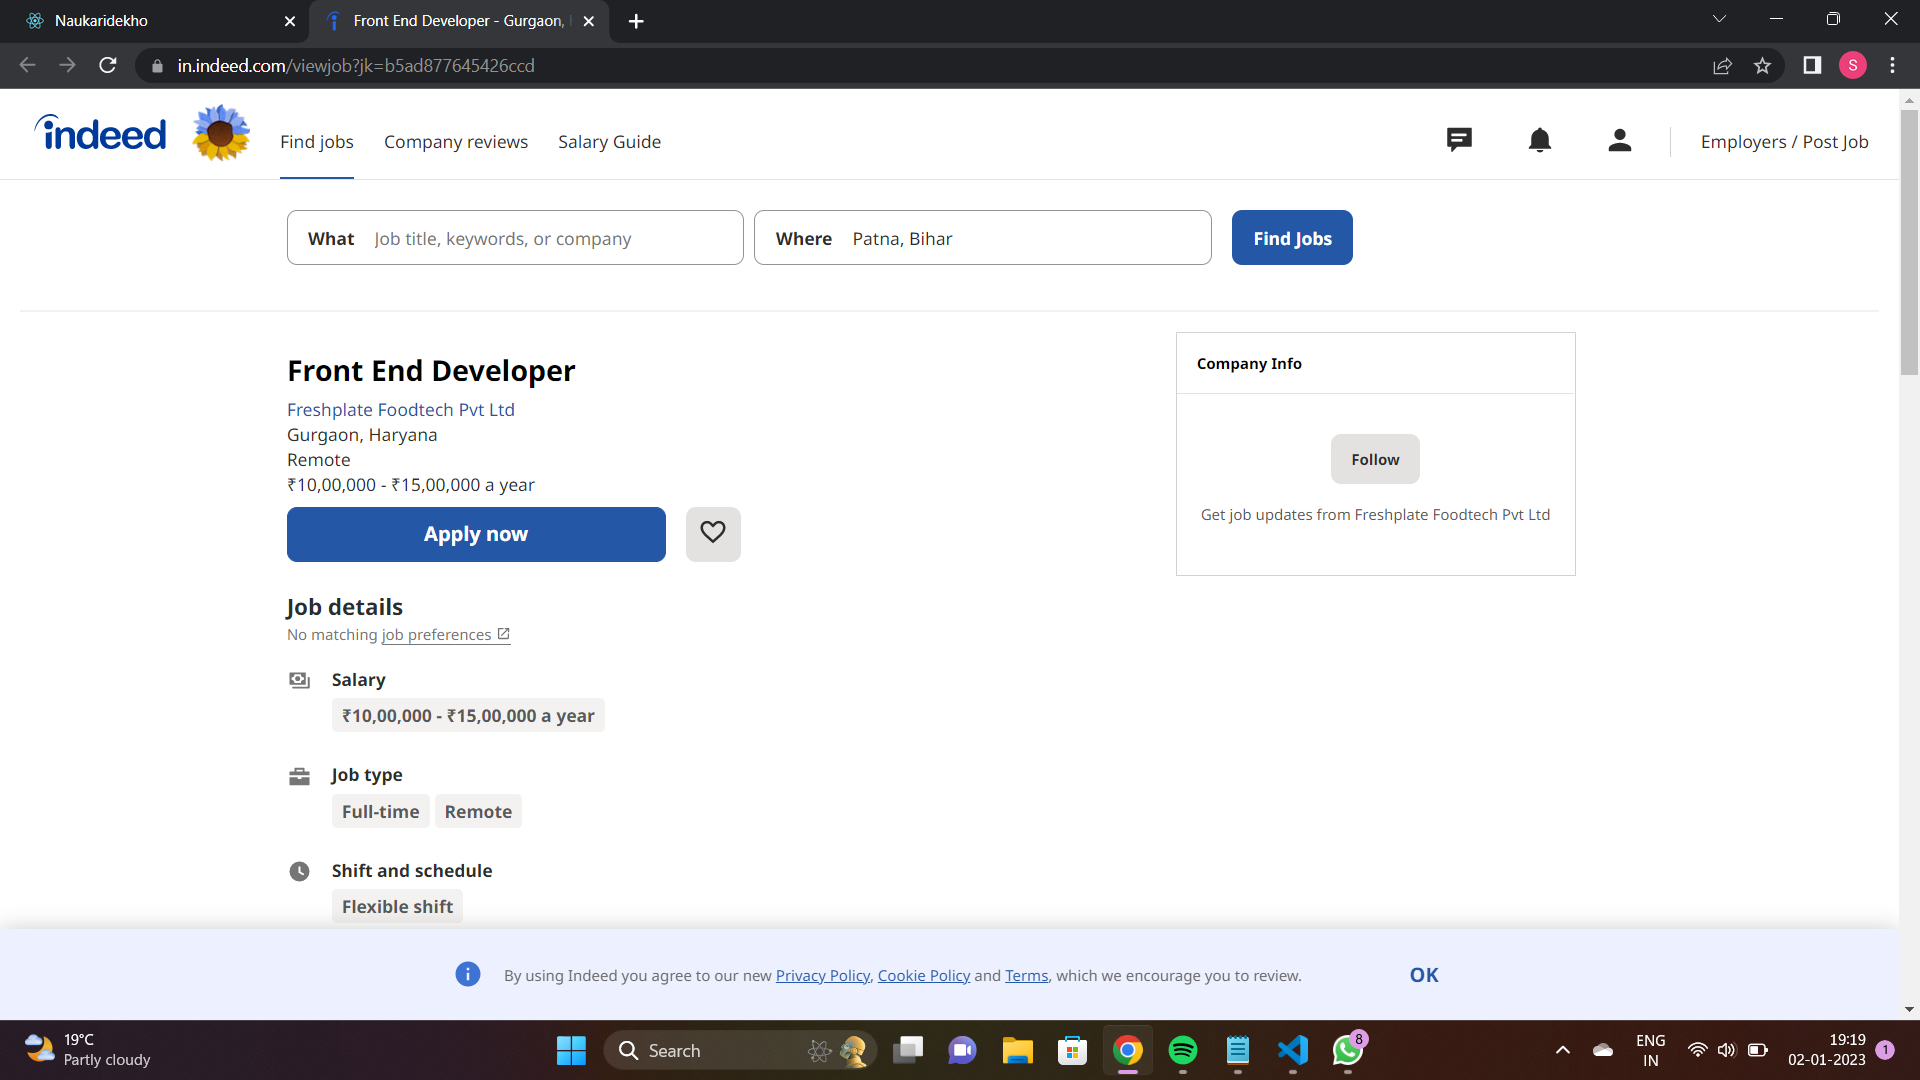 Naukaridekho
Front End Developer - Gurgaon,
in.indeed.com/viewjob?jk=b5ad877645426ccd
S
indeed
Find jobs
Company reviews
Salary Guide
Employers / Post Job
What Job title, keywords, or company
Where Patna, Bihar
Find Jobs
Front End Developer
Freshplate Foodtech Pvt Ltd
Gurgaon, Haryana
Remote
₹10,00,000 - ₹15,00,000 a year
Apply now
Company Info
Follow
Get job updates from Freshplate Foodtech Pvt Ltd
Job details
No matching job preferences
Salary
₹10,00,000 - ₹15,00,000 a year
Job type
Full-time Remote
Shift and schedule
Flexible shift
By using Indeed you agree to our new Privacy Policy, Cookie Policy and Terms, which we encourage you to review.
OK
19°C
Partly cloudy
Search
8
ENG
IN
19:19
02-01-2023
1